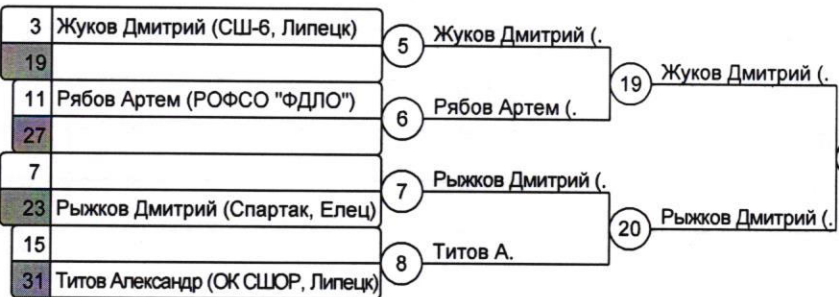 3 Жуков Дмитрий (СШ-6, Липецк)
19
11 Рябов Артем (РОФСО "ФДЛО")
27
7
23 Рыжков Дмитрий (Спартак, Елец)
15
31 Титов Александр (ОК СШОР, Липецк)
5 Жуков Дмитрий (.
6 Рябов Артем (.
7 Рыжков Дмитрий (.
8 Титов А.
19 Жуков Дмитрий (.
20 Рыжков Дмитрий (.